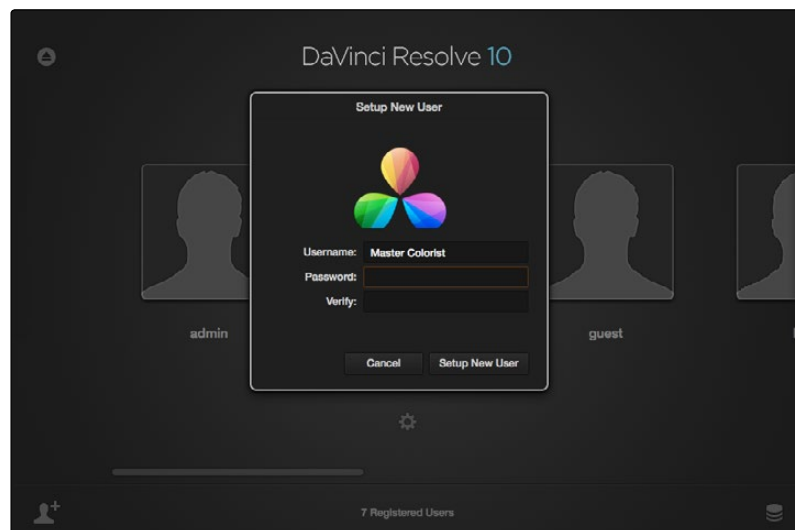 DaVinci Resolve 10
Setup New User
Username: Master Colorist
Password:
Verify:
Cancel Setup New User
admin guest
7 Registered Users